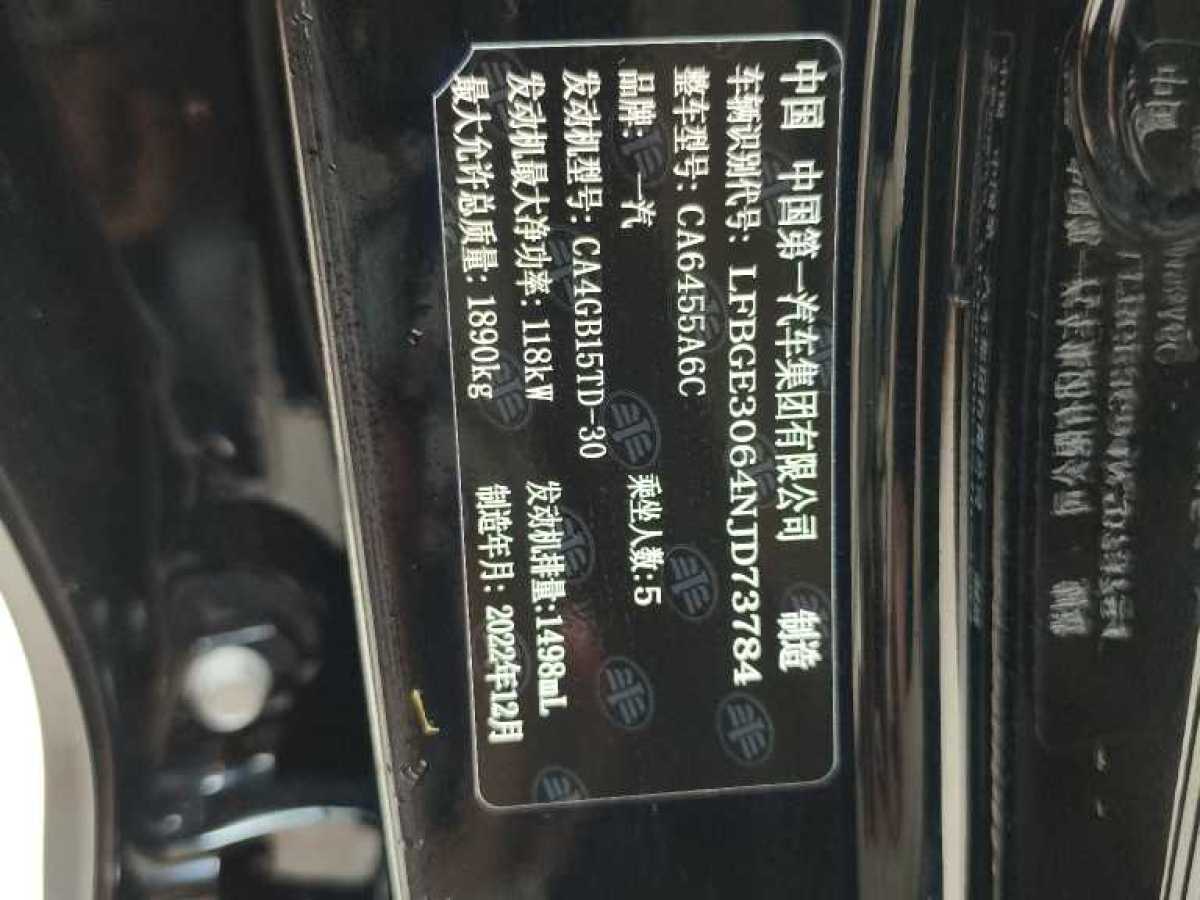 中国 中国第一汽车集团有限公司 制造
车辆识别代号: LFBGE3064NJD73784
整车型号: CA6455A6C
品牌: 一汽 乘坐人数:5
发动机型号: CA4GB15TD-30
发动机最大净功率: 118kW 发动机排量:1498mL
最大允许总质量: 1890kg 制造年月: 2022年12月